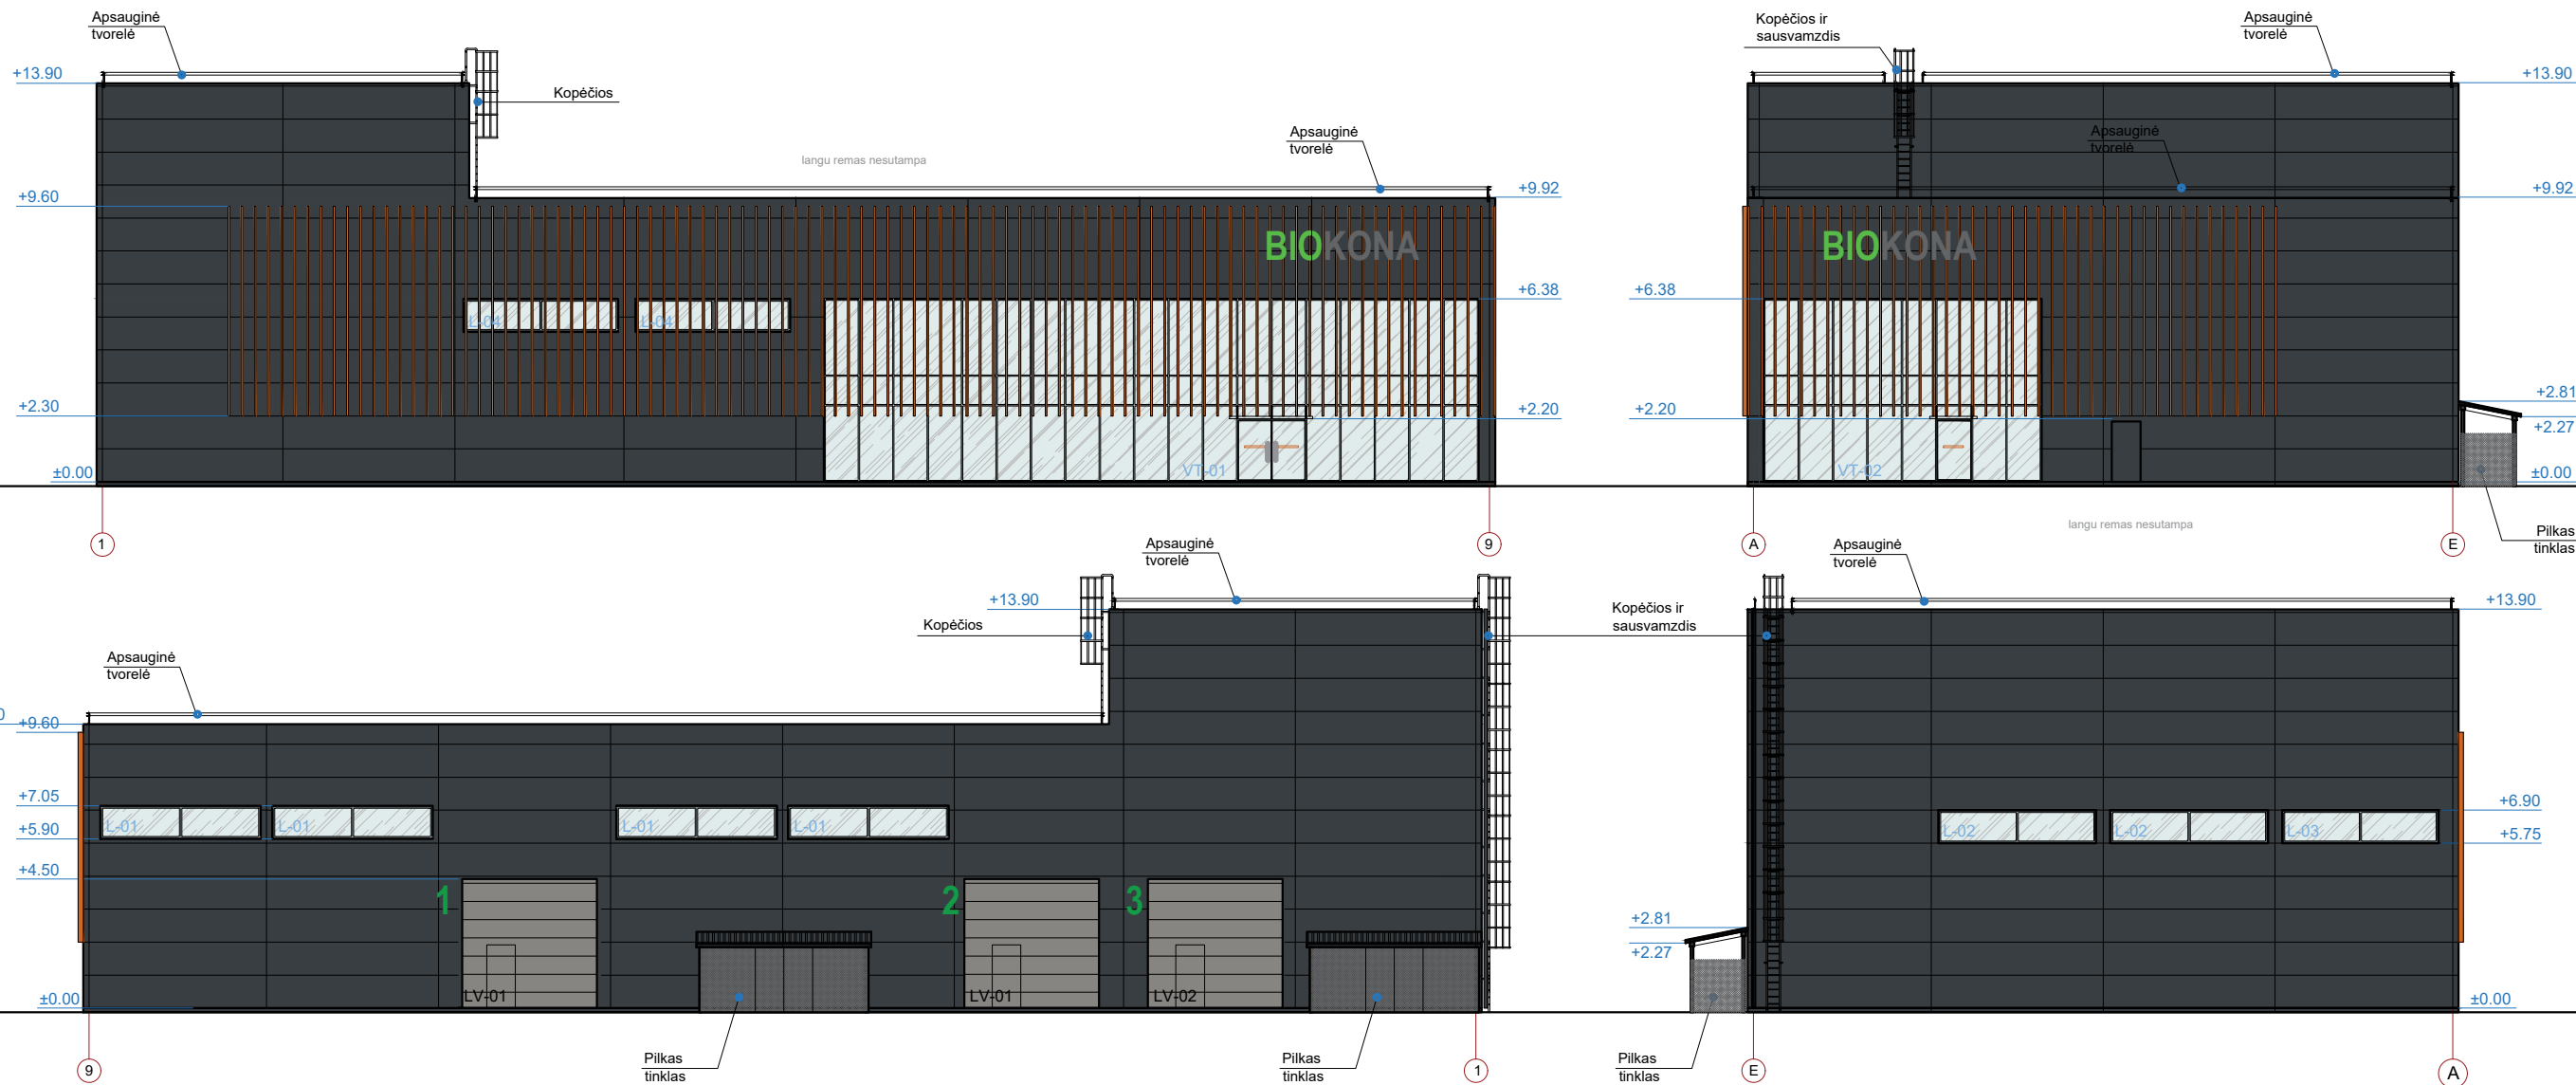 Apsauginė
tvorelė
+13.90
Kopėčios
langu remas nesutampa
Apsauginė
tvorelė
+9.60
+9.92
BIOKONA
+6.38
L-04
L-04
+2.30
+2.20
VT-01
±0.00
1
9
Kopėčios ir
sausvamzdis
Apsauginė
tvorelė
+13.90
Apsauginė
tvorelė
+9.92
BIOKONA
+6.38
+2.20
+2.81
+2.27
VT-02
±0.00
langu remas nesutampa
Pilkas
tinklas
A
E
Apsauginė
tvorelė
+13.90
Kopėčios
Kopėčios ir
sausvamzdis
Apsauginė
tvorelė
0
+9.60
+7.05
+5.90
L-01
L-01
L-01
L-01
+4.50
1
2
3
±0.00
LV-01
LV-01
LV-02
Pilkas
tinklas
Pilkas
tinklas
9
1
Apsauginė
tvorelė
+13.90
+6.90
+5.75
L-02
L-02
L-03
+2.81
+2.27
±0.00
Pilkas
tinklas
E
A